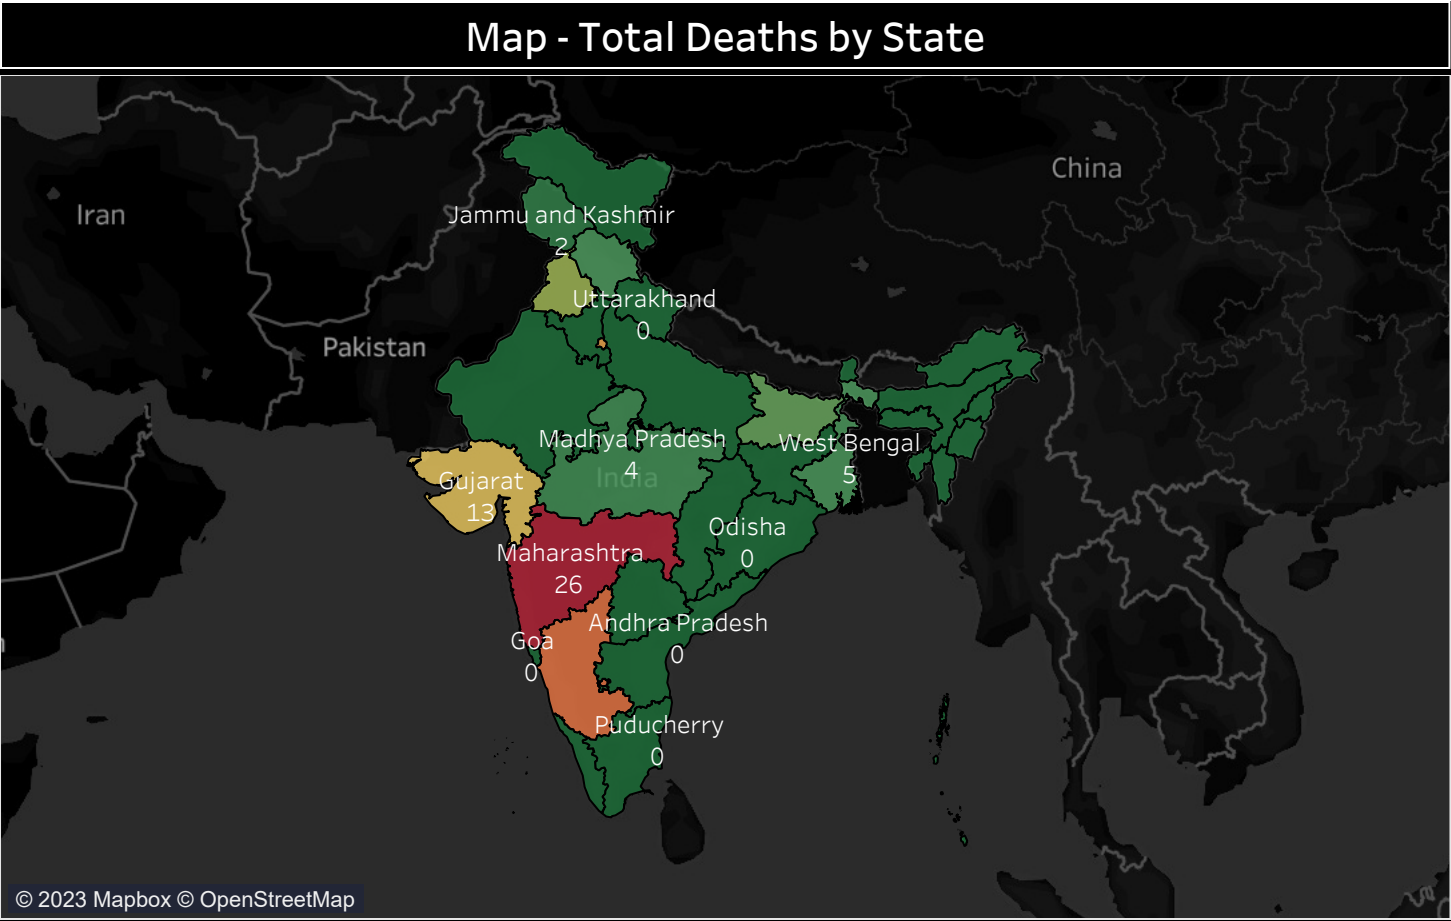 Map - Total Deaths by State
China
Iran
Jammu and Kashmir
2
Uttarakhand
0
Pakistan
Madhya Pradesh
4
India
West Bengal
5
Gujarat
13
Odisha
0
Maharashtra
26
Andhra Pradesh
0
Goa
0
Puducherry
0
© 2023 Mapbox © OpenStreetMap